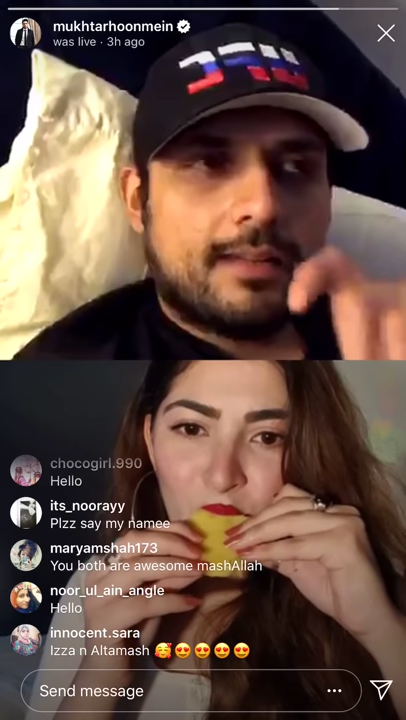 mukhtarhoonmein
was live · 3h ago
chocogirl.990
Hello
its_noorayy
Plzz say my namee
maryamshah173
You both are awesome mashAllah
noor_ul_ain_angle
Hello
innocent.sara
Izza n Altamash 🥰😍😍😍😍
Send message